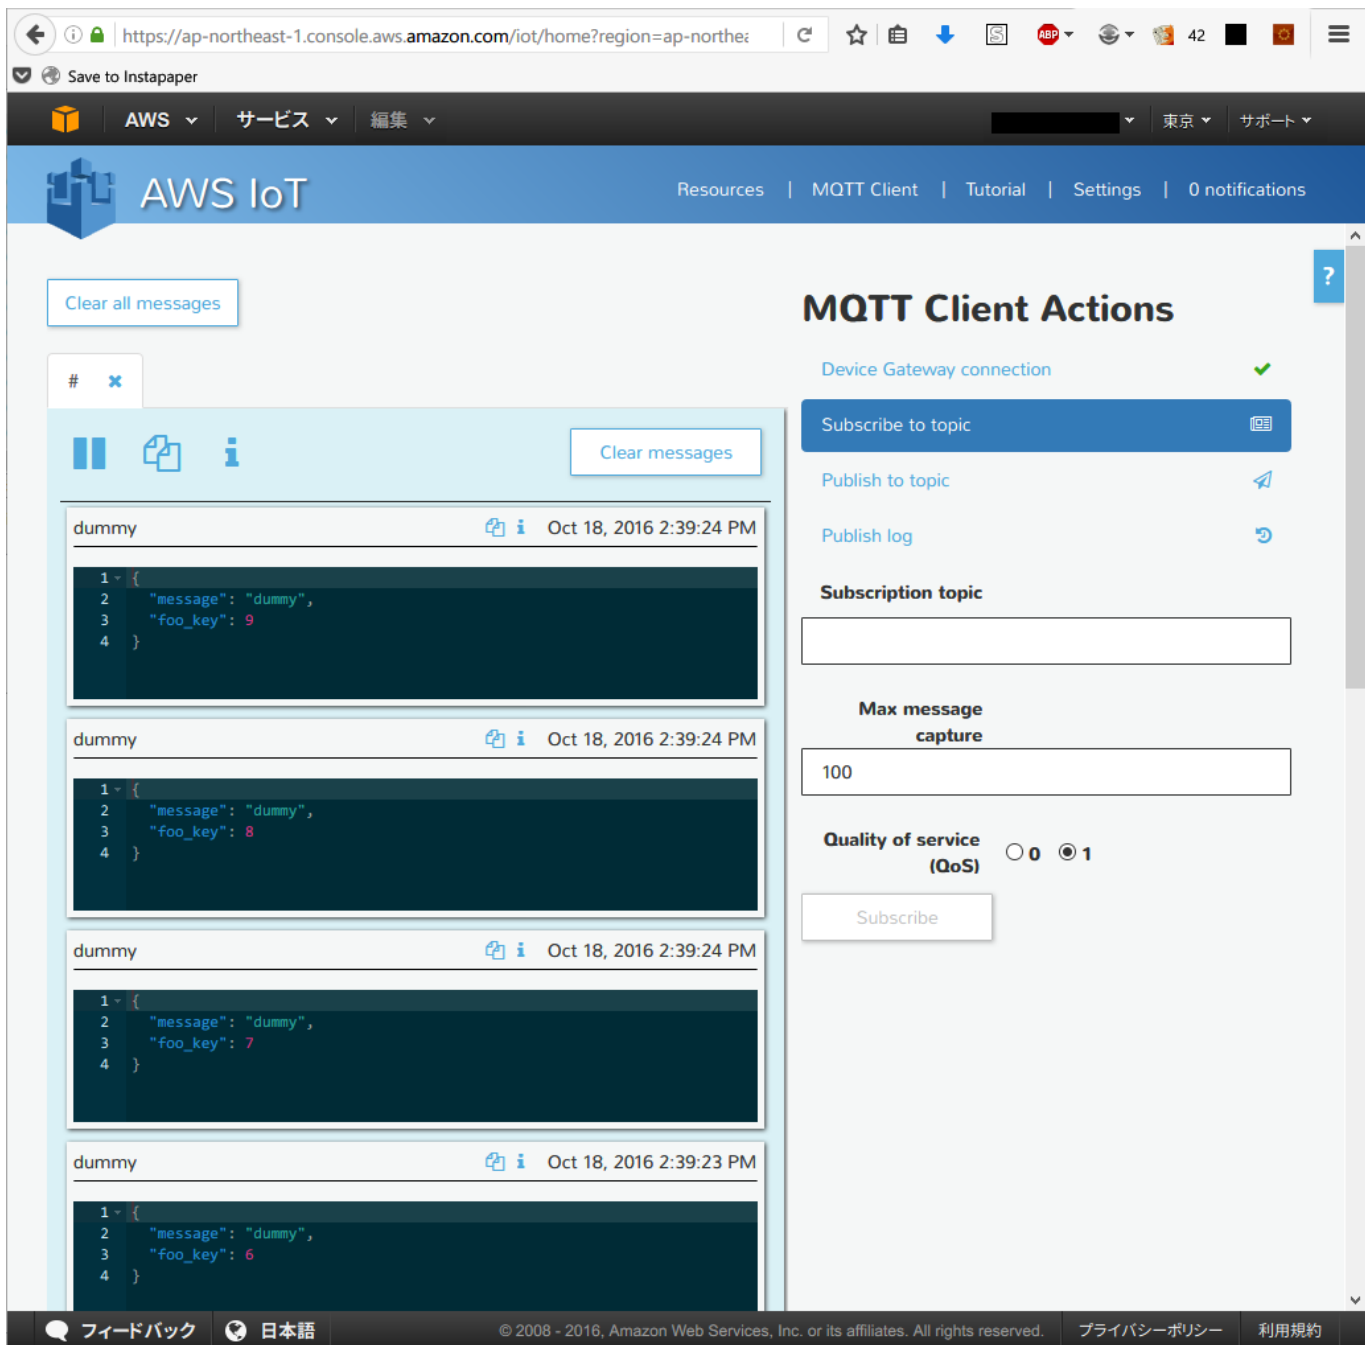 https://ap-northeast-1.console.aws.amazon.com/iot/home?region=ap-northea
S
ABP
42
Save to Instapaper
AWS サービス 編集
東京 サポート
AWS IoT
Resources | MQTT Client | Tutorial | Settings | 0 notifications
?
Clear all messages
# ×
Clear messages
dummy Oct 18, 2016 2:39:24 PM
1 {
2 "message": "dummy",
3 "foo_key": 9
4 }
dummy Oct 18, 2016 2:39:24 PM
1 {
2 "message": "dummy",
3 "foo_key": 8
4 }
dummy Oct 18, 2016 2:39:24 PM
1 {
2 "message": "dummy",
3 "foo_key": 7
4 }
dummy Oct 18, 2016 2:39:23 PM
1 {
2 "message": "dummy",
3 "foo_key": 6
4 }
MQTT Client Actions
Device Gateway connection
Subscribe to topic
Publish to topic
Publish log
Subscription topic
Max message
capture
100
Quality of service
(QoS)
0 1
Subscribe
フィードバック 日本語 © 2008 - 2016, Amazon Web Services, Inc. or its affiliates. All rights reserved. プライバシーポリシー 利用規約